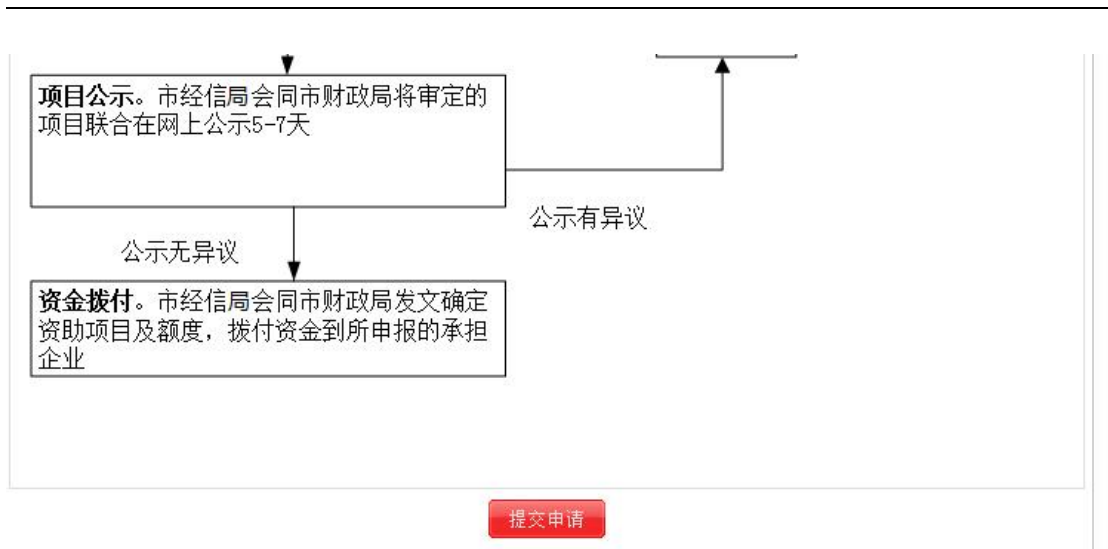 项目公示。市经信局会同市财政局将审定的
项目联合在网上公示5-7天
公示有异议
公示无异议
资金拨付。市经信局会同市财政局发文确定
资助项目及额度，拨付资金到所申报的承担
企业
提交申请